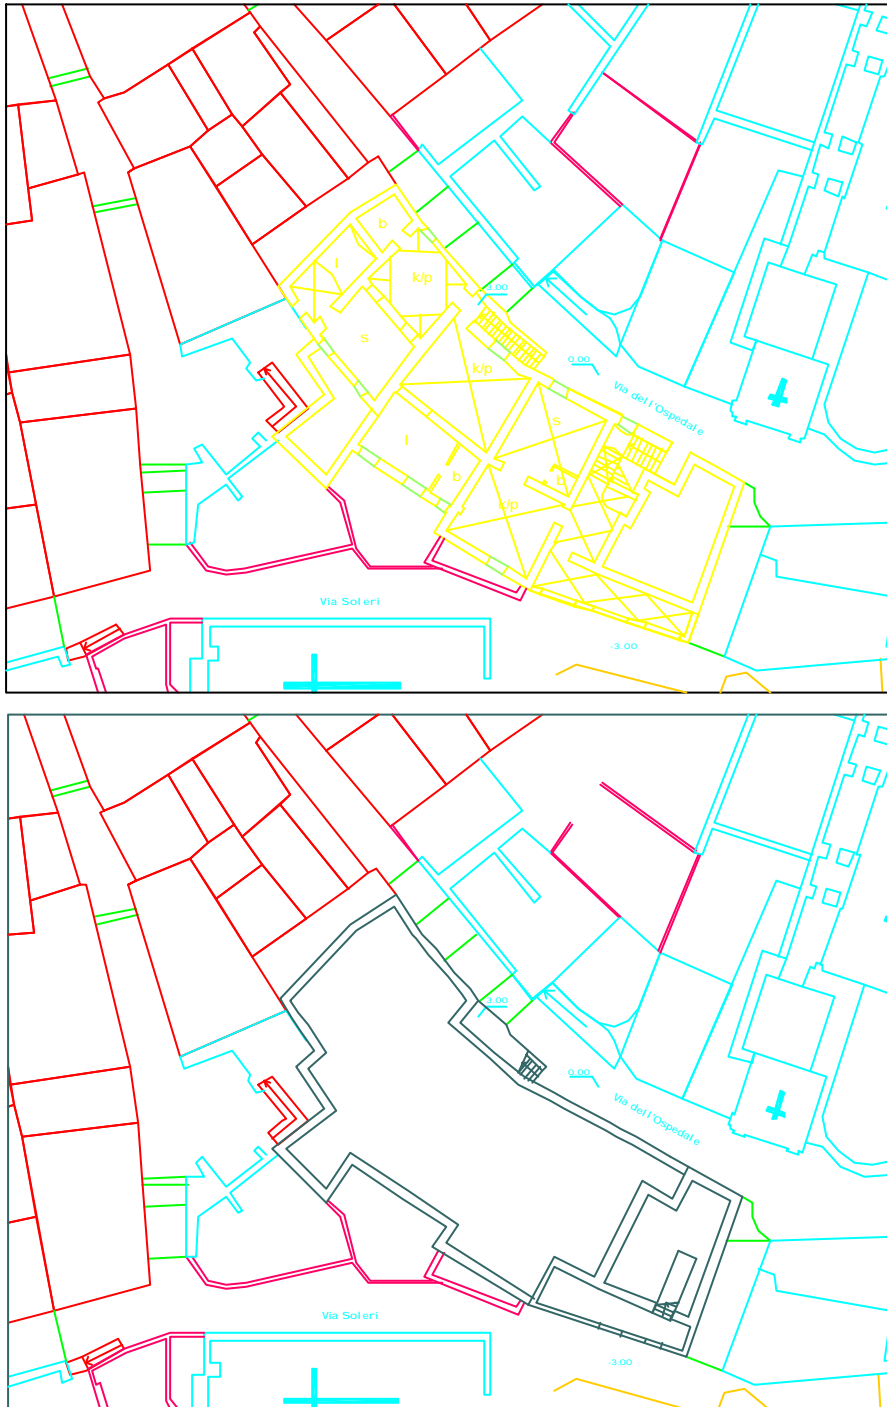 b
l
k/p
3.00
s
0.00
k/p
Via dell'Ospedale
s
l
b
b
k/p
Via Soleri
-3.00
3.00
0.00
Via dell'Ospedale
Via Soleri
-3.00